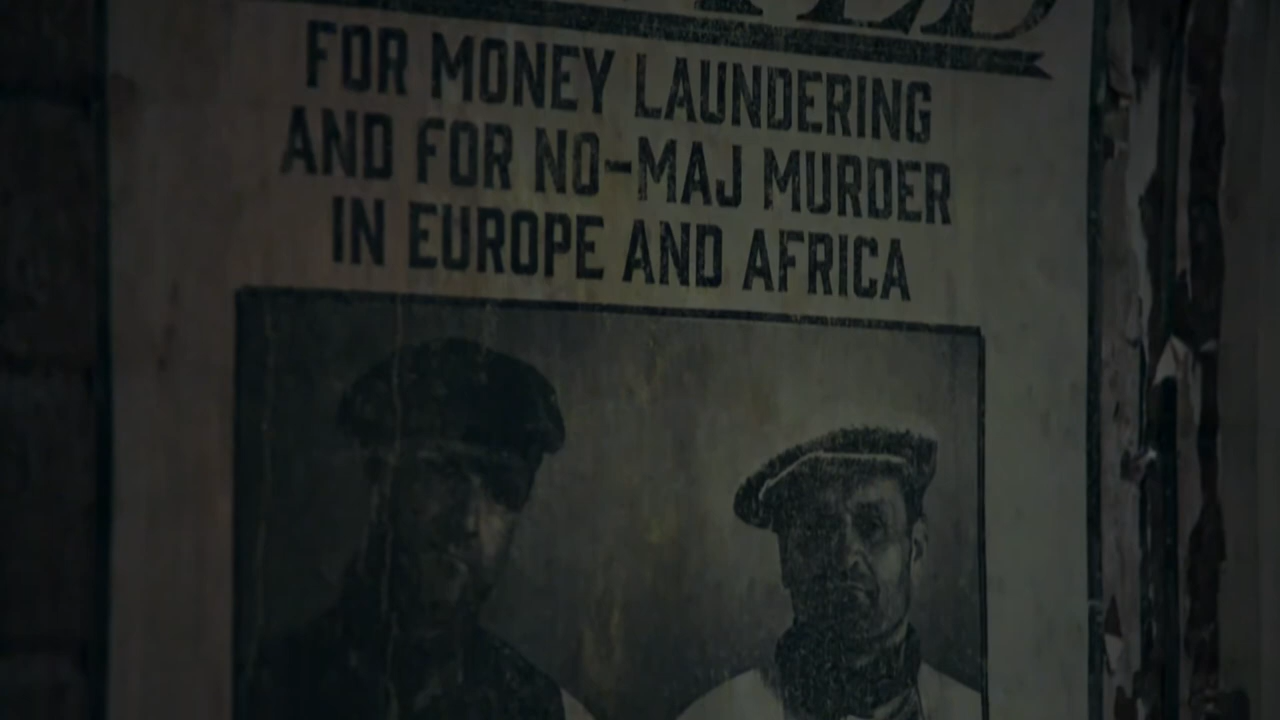 FOR MONEY LAUNDERING
AND FOR NO-MAJ MURDER
IN EUROPE AND AFRICA